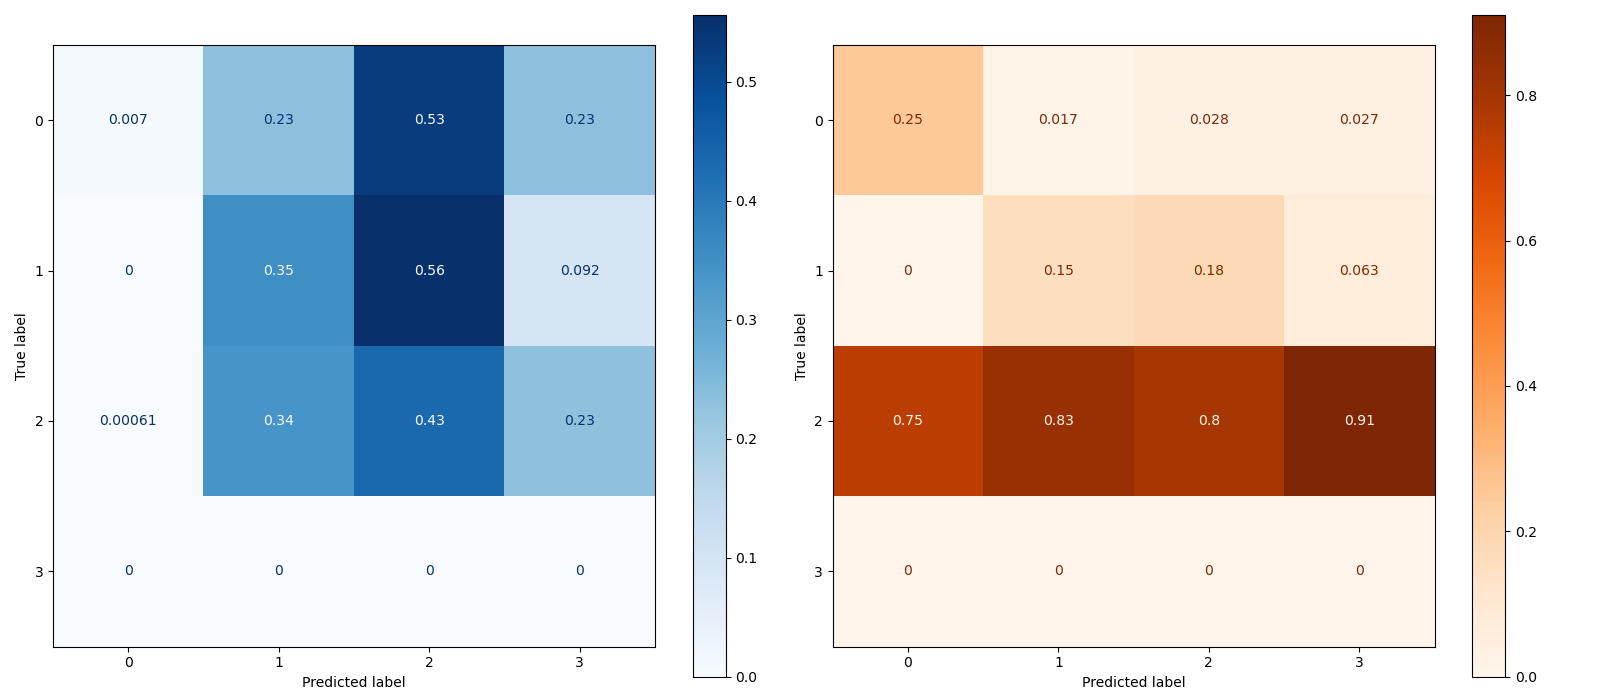 0 0.007 0.23 0.53 0.23
1 0 0.35 0.56 0.092
2 0.00061 0.34 0.43 0.23
3 0 0 0 0
0 1 2 3
True label
Predicted label
0.5
0.4
0.3
0.2
0.1
0.0
0 0.25 0.017 0.028 0.027
1 0 0.15 0.18 0.063
2 0.75 0.83 0.8 0.91
3 0 0 0 0
0 1 2 3
True label
Predicted label
0.8
0.6
0.4
0.2
0.0